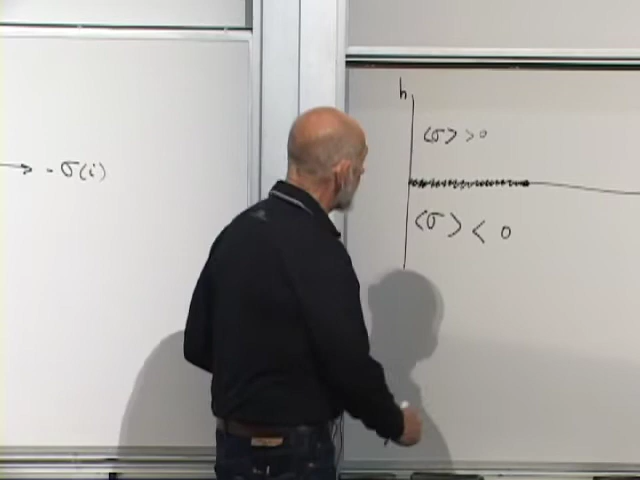 → - σ(i)
h
⟨σ⟩ > 0
⟨σ⟩ < 0